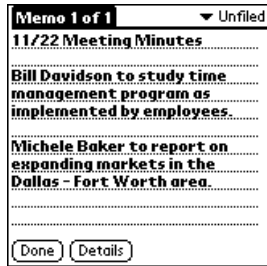 Memo 1 of 1
Unfiled
11/22 Meeting Minutes
Bill Davidson to study time
management program as
implemented by employees.
Michele Baker to report on
expanding markets in the
Dallas - Fort Worth area.
Done
Details